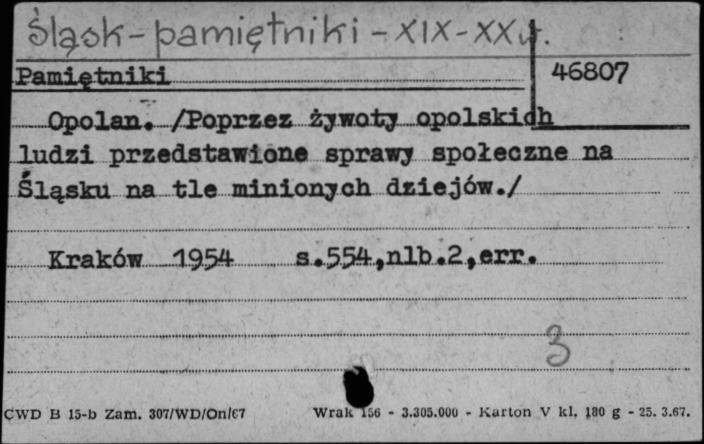 Śląsk - pamiętniki - XIX - XX w.
Pamiętniki
46807
Opolan. /Poprzez żywoty opolskich
ludzi przedstawione sprawy społeczne na
Śląsku na tle minionych dziejów./
Kraków 1954 s.554,nlb.2,err.
3
CWD B 15-b Zam. 307/WD/On/67 Wrak 156 - 3.305.000 - Karton V kl. 180 g - 25. 3.67.